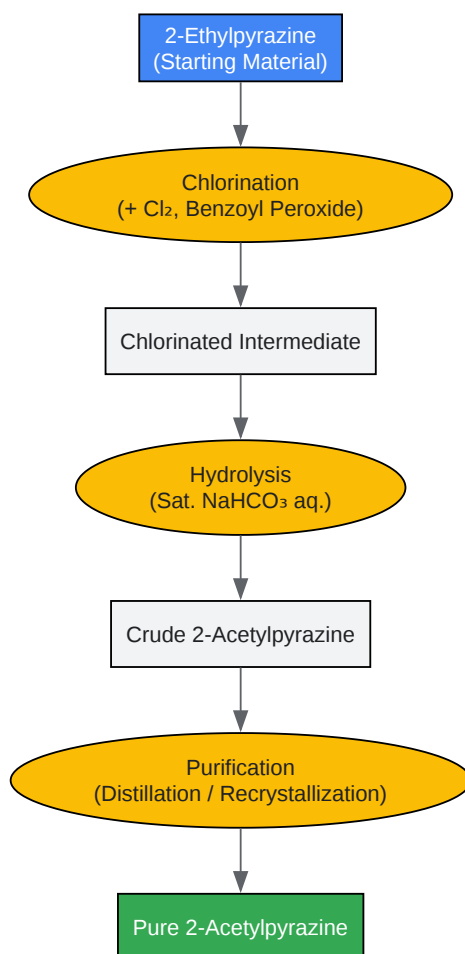 2-Ethylpyrazine
(Starting Material)
Chlorination
(+ Cl₂, Benzoyl Peroxide)
Chlorinated Intermediate
Hydrolysis
(Sat. NaHCO₃ aq.)
Crude 2-Acetylpyrazine
Purification
(Distillation / Recrystallization)
Pure 2-Acetylpyrazine